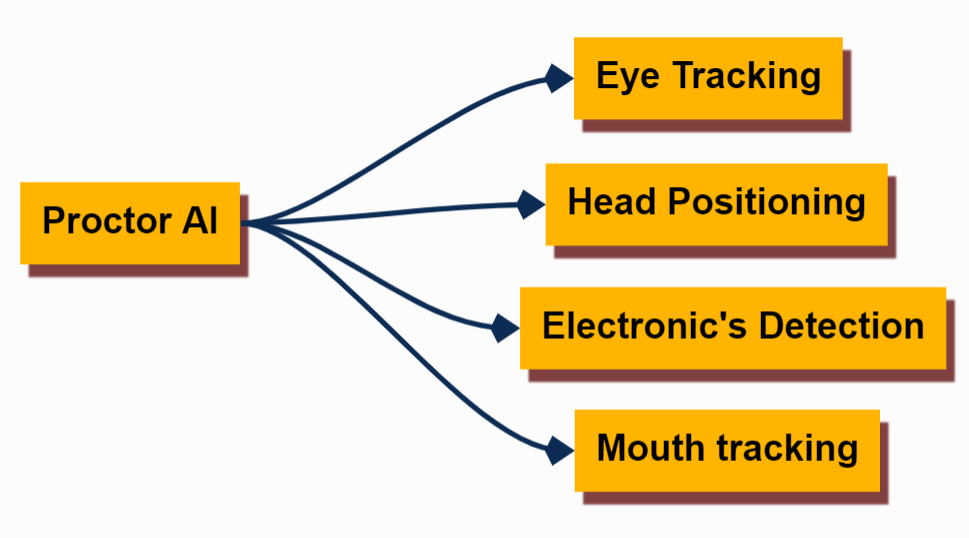 Proctor AI
Eye Tracking
Head Positioning
Electronic's Detection
Mouth tracking